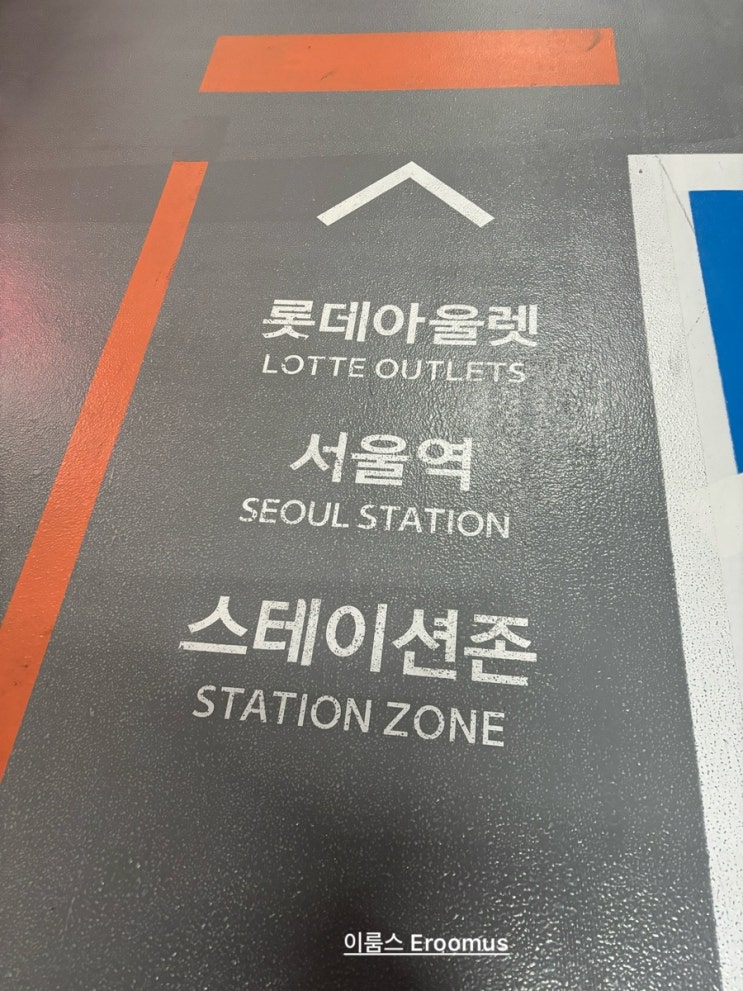 롯데아울렛
LOTTE OUTLETS
서울역
SEOUL STATION
스테이션존
STATION ZONE
이룸스 Eroomus